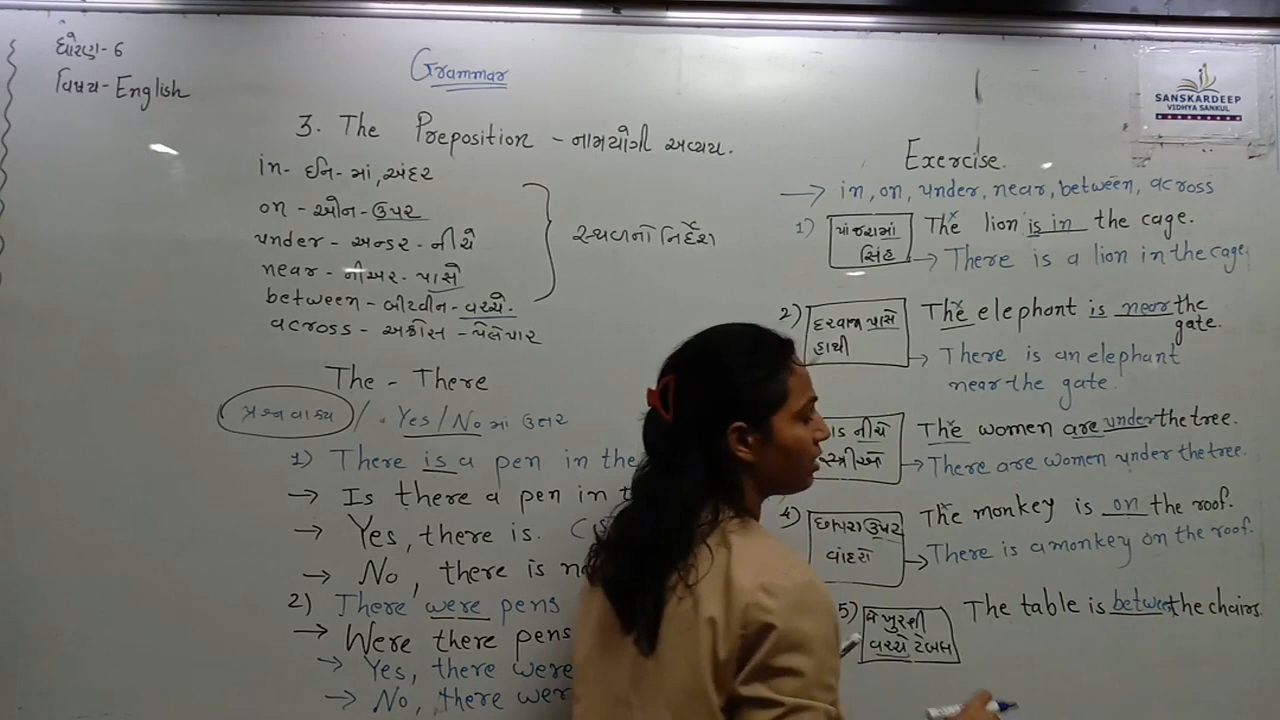 ધોરણ-6
વિષય-English
Grammar
SANSKARDEEP
VIDHYA SANKUL
3. The Preposition - નામયોગી અવ્યય.
in- ઈન- માં, અંદર
on - ઓન- ઉપર
under - અન્ડર - નીચે
near - નીઅર- પાસે
between - બીટવીન- વચ્ચે.
across - અક્રોસ - પેલેપાર
સ્થળનો નિર્દેશ
The - There
પ્રશ્નવાક્ય / Yes/No માં ઉત્તર
1) There is a pen in the
→ Is there a pen in
→ Yes, there is.
→ No, there is
2) There were pens
→ Were there pens
→ Yes, there were
→ No, there
Exercise.
→ in, on, under, near, between, across
1) પાંજરામાં સિંહ The lion is in the cage.
→ There is a lion in the cage.
2) દરવાજા પાસે હાથી The elephant is near the gate.
→ There is an elephant near the gate.
નીચે The women are under the tree.
→ There are women under the tree.
4) છાપરા ઉપર વાંદરો The monkey is on the roof.
→ There is a monkey on the roof.
5) બે ખુરશી વચ્ચે ટેબલ The table is between the chairs.